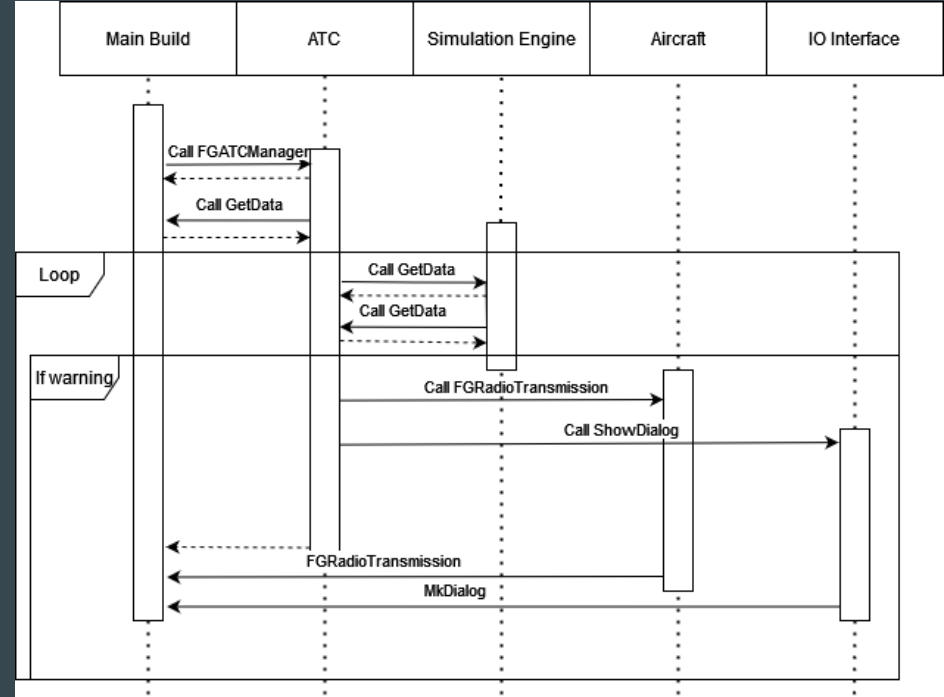 Main Build
ATC
Simulation Engine
Aircraft
IO Interface
Call FGATCManager
Call GetData
Loop
Call GetData
Call GetData
If warning
Call FGRadioTransmission
Call ShowDialog
FGRadioTransmission
MkDialog